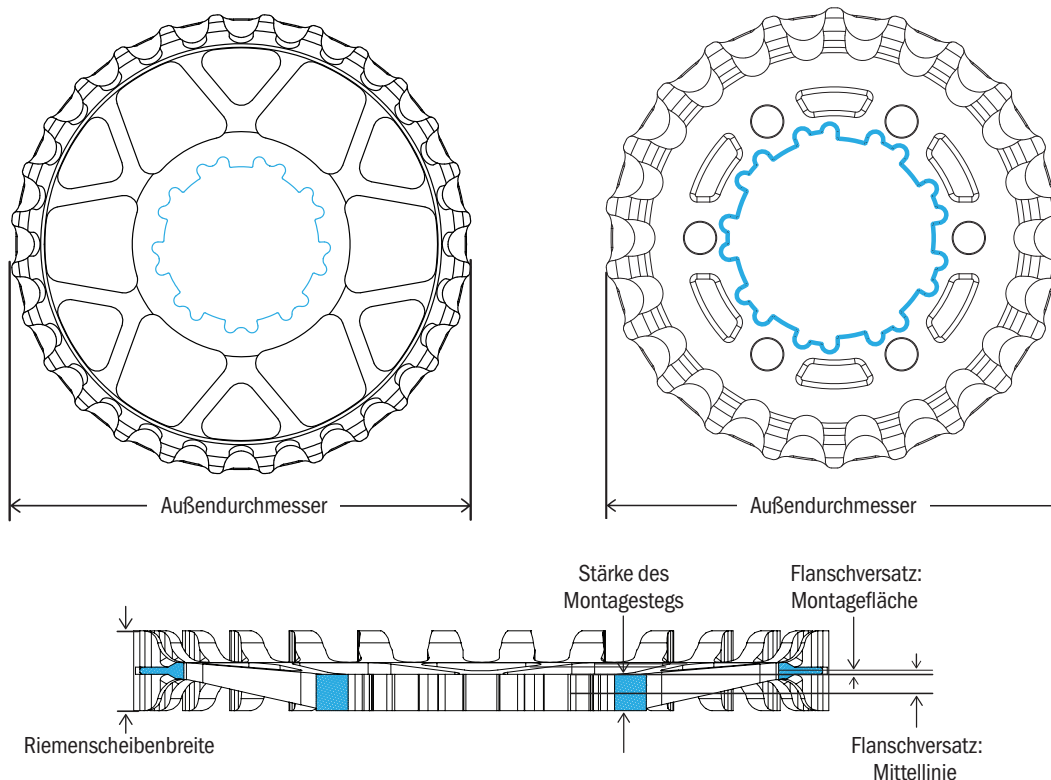 Außendurchmesser
Außendurchmesser
Stärke des
Montagestegs
Flanschversatz:
Montagefläche
Riemenscheibenbreite
Flanschversatz:
Mittellinie